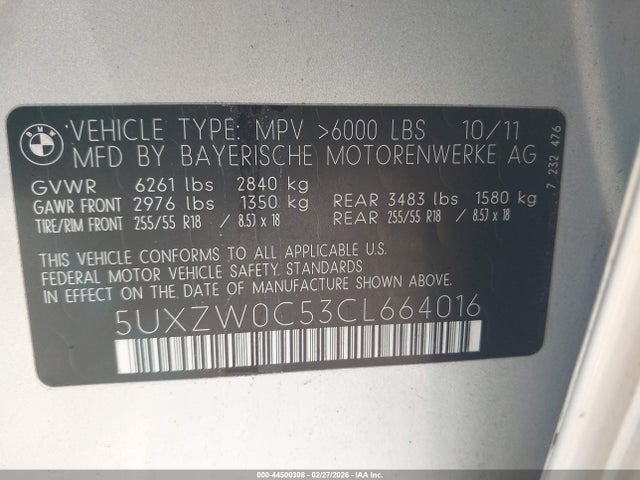 BMW
VEHICLE TYPE: MPV >6000 LBS 10/11
MFD BY BAYERISCHE MOTORENWERKE AG
GVWR 6261 lbs 2840 kg
GAWR FRONT 2976 lbs 1350 kg REAR 3483 lbs 1580 kg
TIRE/RIM FRONT 255/55 R18 / 8.5J x 18 REAR 255/55 R18 / 8.5J x 18
THIS VEHICLE CONFORMS TO ALL APPLICABLE U.S.
FEDERAL MOTOR VEHICLE SAFETY STANDARDS
IN EFFECT ON THE DATE OF MANUFACTURE SHOWN ABOVE.
5UXZW0C53CL664016
7 232 476
000-44500308 - 02/27/2026 - IAA Inc.